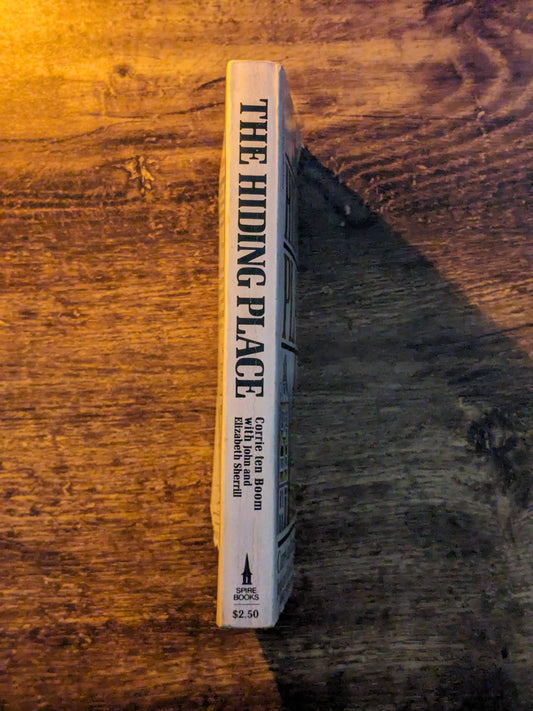 THE HIDING PLACE
Corrie ten Boom
with John and
Elizabeth Sherrill
SPIRE
BOOKS
$2.50